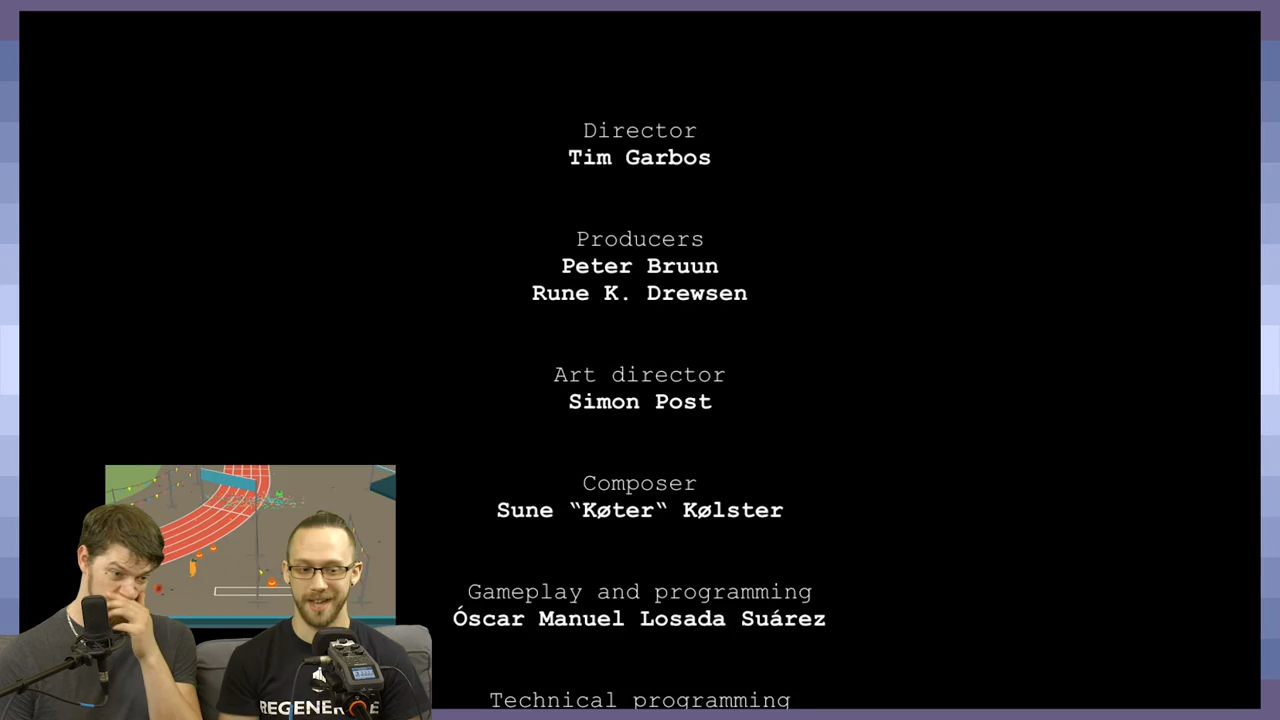 Director
Tim Garbos
Producers
Peter Bruun
Rune K. Drewsen
Art director
Simon Post
Composer
Sune “Køter“ Kølster
Gameplay and programming
Óscar Manuel Losada Suárez
Technical programming